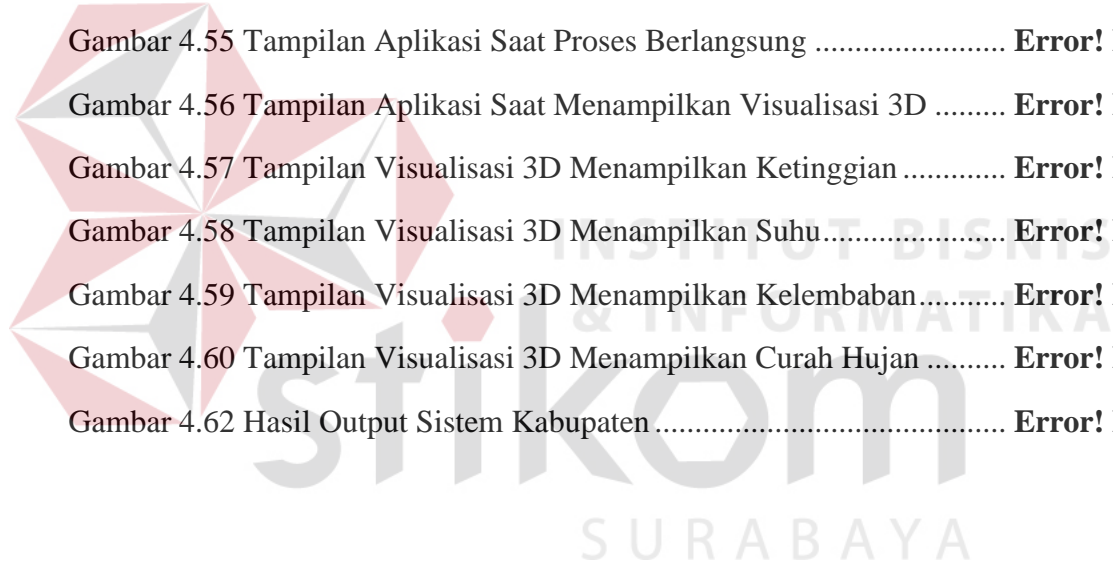 Gambar 4.55 Tampilan Aplikasi Saat Proses Berlangsung ........................ Error!
Gambar 4.56 Tampilan Aplikasi Saat Menampilkan Visualisasi 3D ......... Error!
Gambar 4.57 Tampilan Visualisasi 3D Menampilkan Ketinggian ............. Error!
Gambar 4.58 Tampilan Visualisasi 3D Menampilkan Suhu....................... Error!
INSTITUT BISNIS
Gambar 4.59 Tampilan Visualisasi 3D Menampilkan Kelembaban........... Error!
& INFORMATIKA
Gambar 4.60 Tampilan Visualisasi 3D Menampilkan Curah Hujan .......... Error!
stikom
Gambar 4.62 Hasil Output Sistem Kabupaten............................................ Error!
SURABAYA